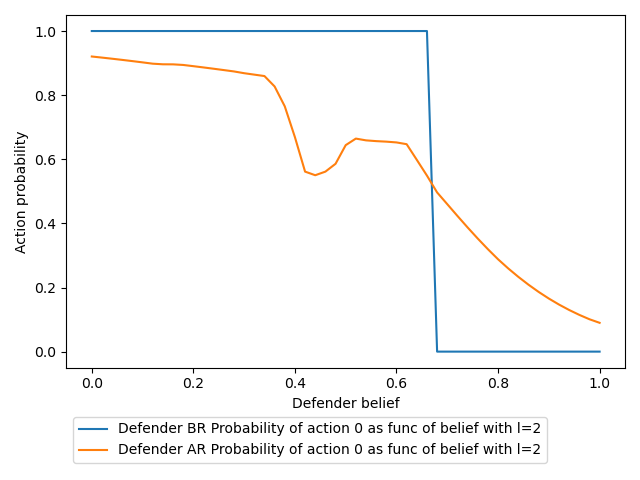 1.0
0.8
0.6
0.4
0.2
0.0
Action probability
0.0 0.2 0.4 0.6 0.8 1.0
Defender belief
Defender BR Probability of action 0 as func of belief with l=2
Defender AR Probability of action 0 as func of belief with l=2